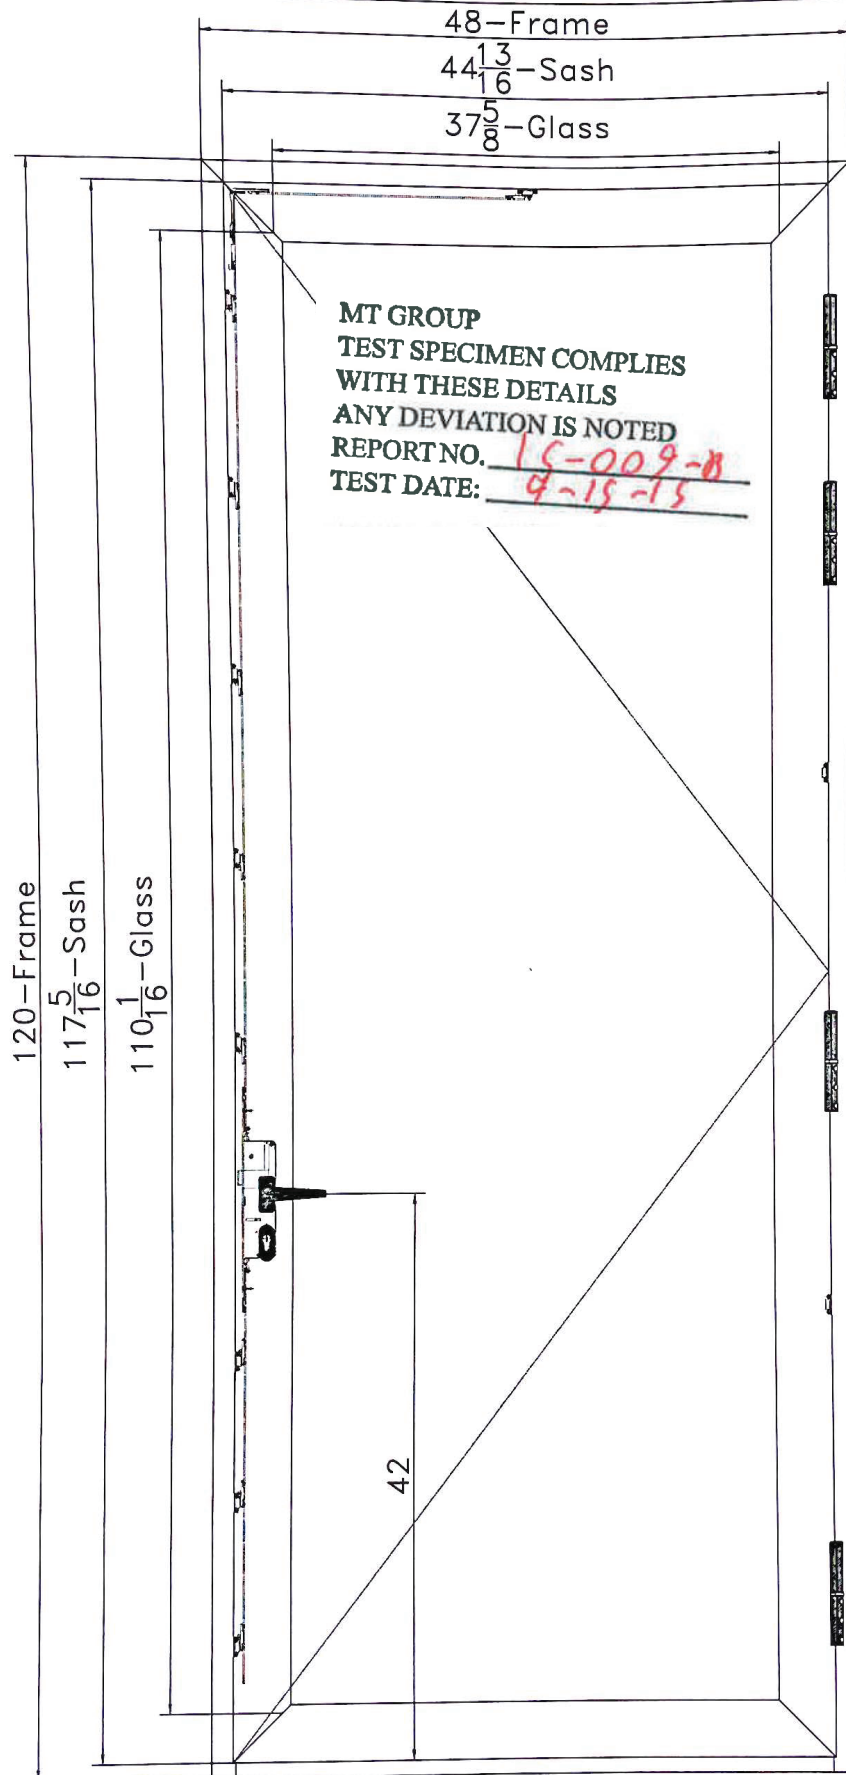 48-Frame
44 13/16-Sash
37 5/8-Glass
MT GROUP
TEST SPECIMEN COMPLIES
WITH THESE DETAILS
ANY DEVIATION IS NOTED
REPORT NO. 15-009-B
TEST DATE: 9-15-15
120-Frame
117 5/16-Sash
110 1/16-Glass
42